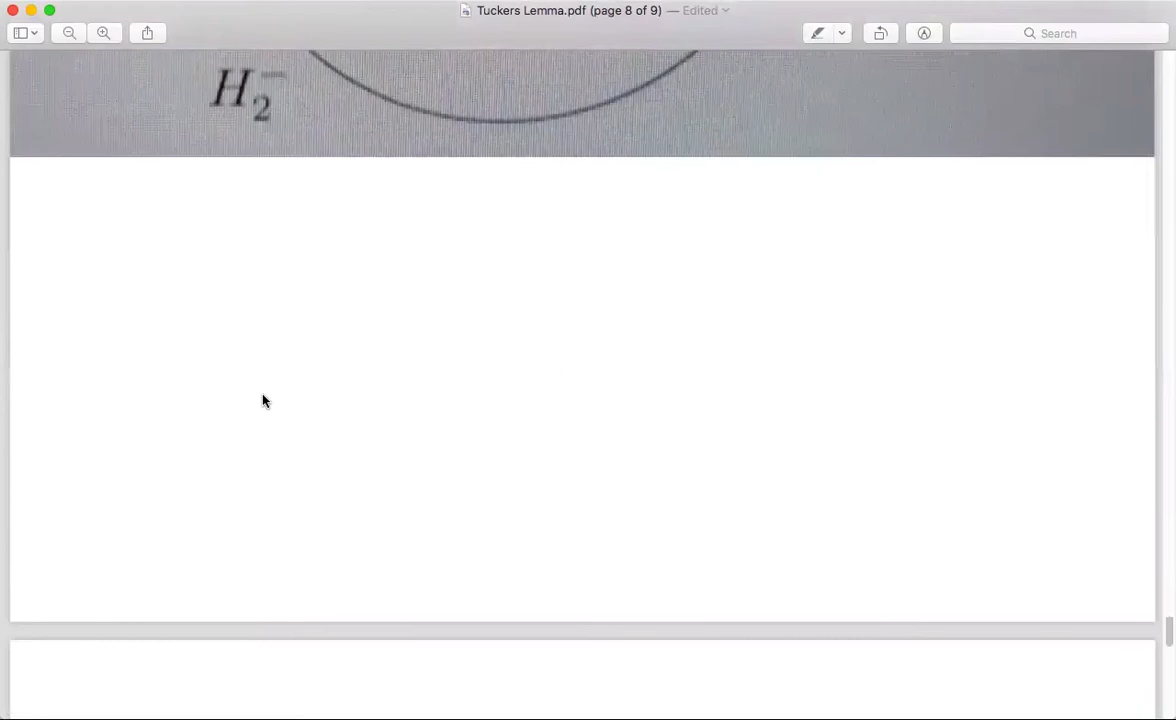 Tuckers Lemma.pdf (page 8 of 9) — Edited
Search
H₂⁻